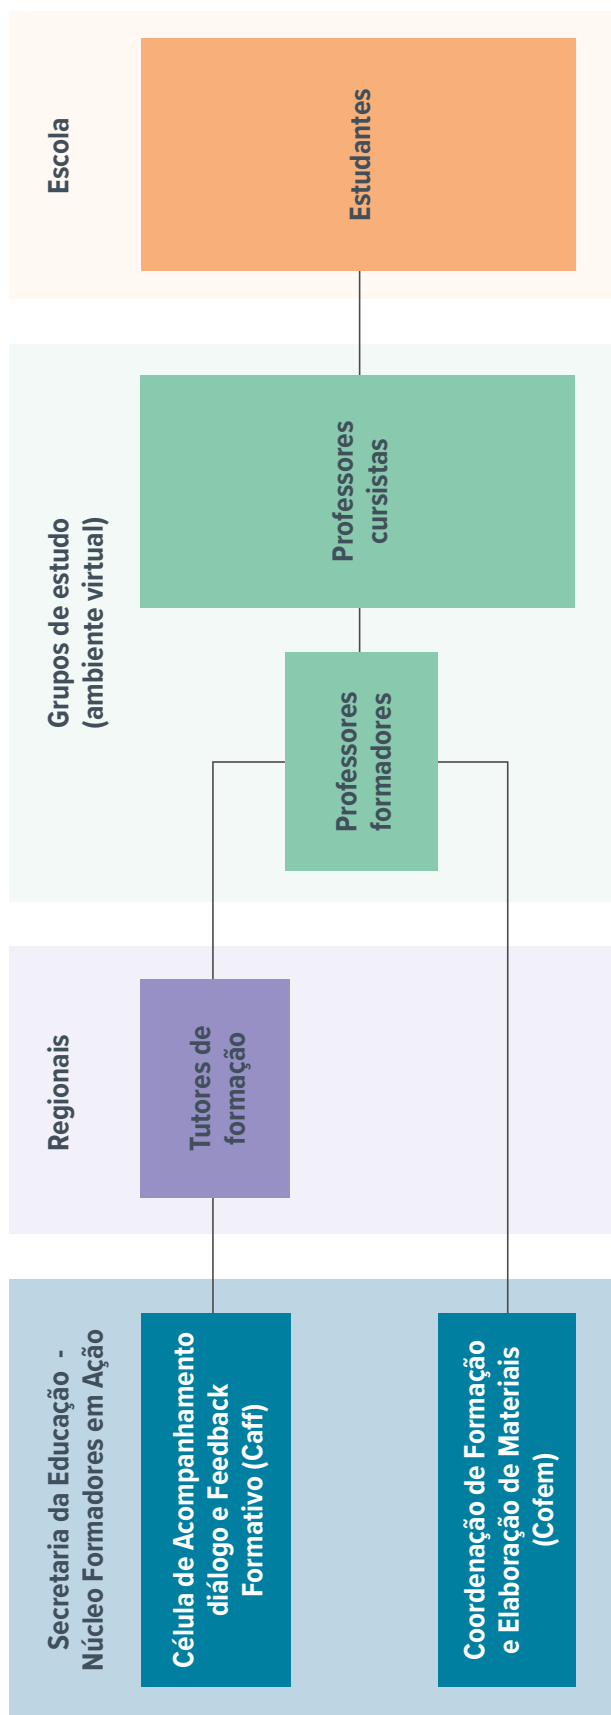 Secretaria da Educação -
Núcleo Formadores em Ação
Célula de Acompanhamento
diálogo e Feedback
Formativo (Caff)
Coordenação de Formação
e Elaboração de Materiais
(Cofem)
Regionais
Tutores de
formação
Grupos de estudo
(ambiente virtual)
Professores
formadores
Professores
cursistas
Escola
Estudantes